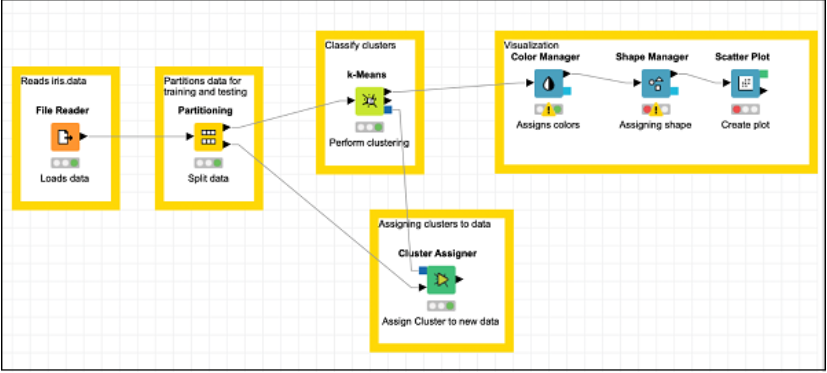 Reads iris.data
File Reader
Loads data
Partitions data for
training and testing
Partitioning
Split data
Classify clusters
k-Means
Perform clustering
Assigning clusters to data
Cluster Assigner
Assign Cluster to new data
Visualization
Color Manager
Assigns colors
Shape Manager
Assigning shape
Scatter Plot
Create plot